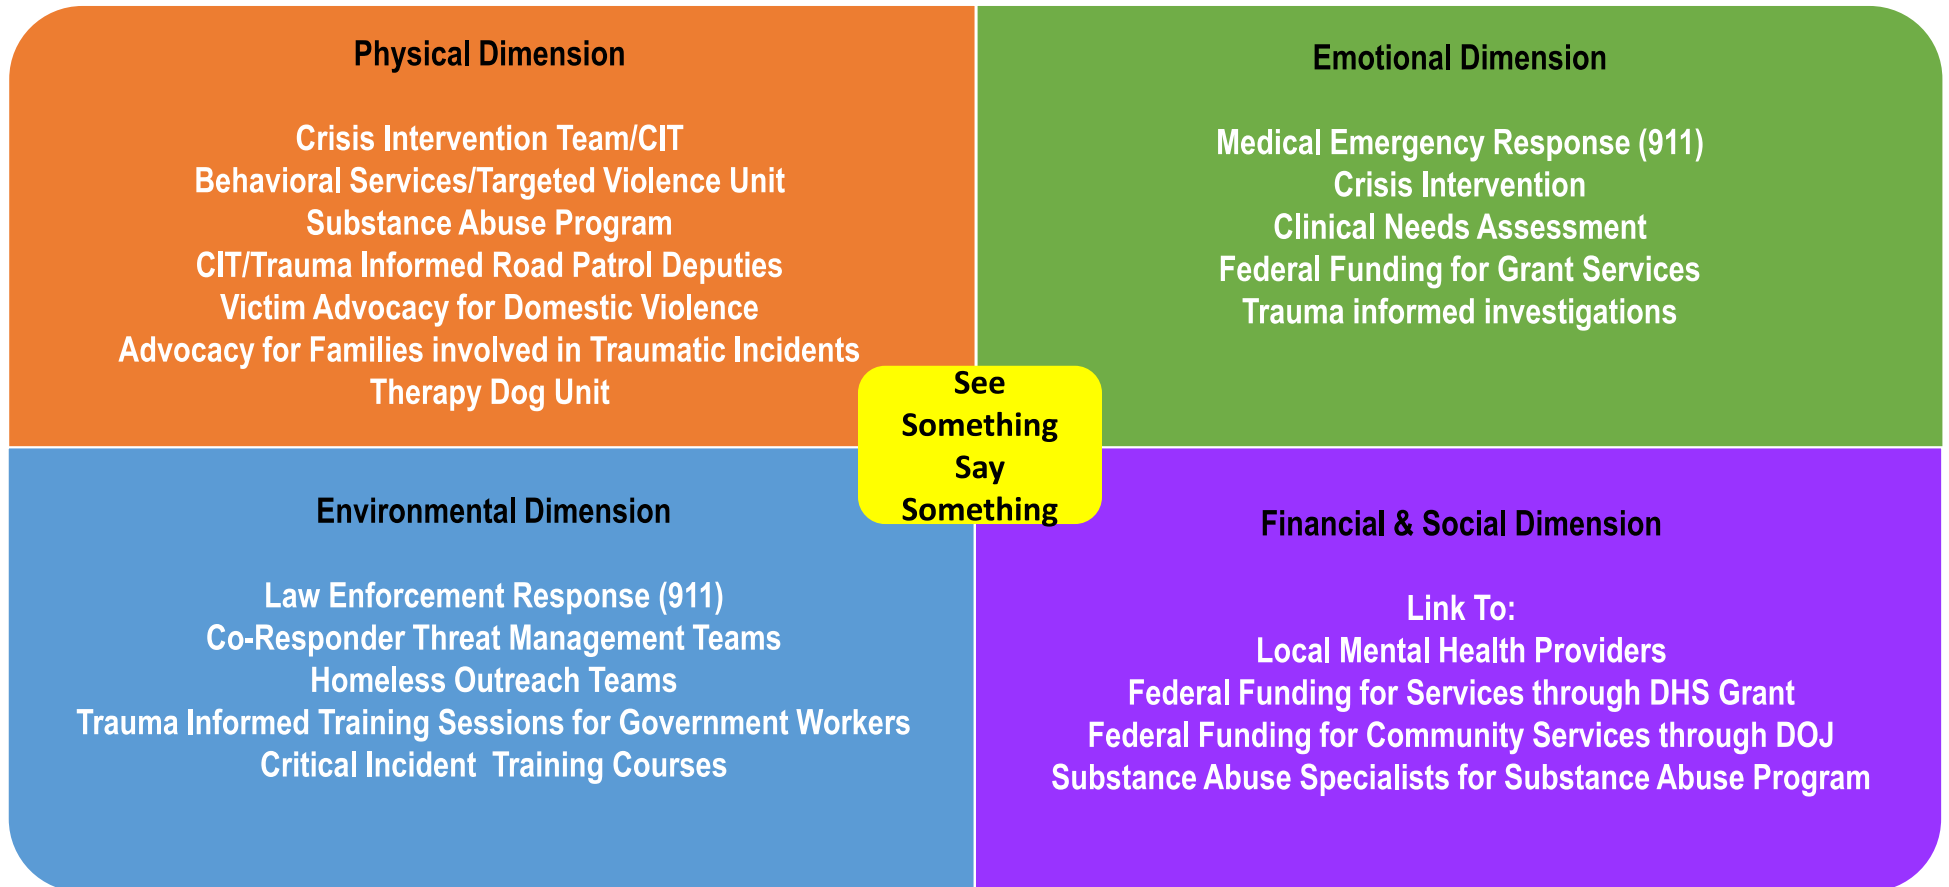 Physical Dimension
Crisis Intervention Team/CIT
Behavioral Services/Targeted Violence Unit
Substance Abuse Program
CIT/Trauma Informed Road Patrol Deputies
Victim Advocacy for Domestic Violence
Advocacy for Families involved in Traumatic Incidents
Therapy Dog Unit
Emotional Dimension
Medical Emergency Response (911)
Crisis Intervention
Clinical Needs Assessment
Federal Funding for Grant Services
Trauma informed investigations
See
Something
Say
Something
Environmental Dimension
Law Enforcement Response (911)
Co-Responder Threat Management Teams
Homeless Outreach Teams
Trauma Informed Training Sessions for Government Workers
Critical Incident  Training Courses
Financial & Social Dimension
Link To:
Local Mental Health Providers
Federal Funding for Services through DHS Grant
Federal Funding for Community Services through DOJ
Substance Abuse Specialists for Substance Abuse Program